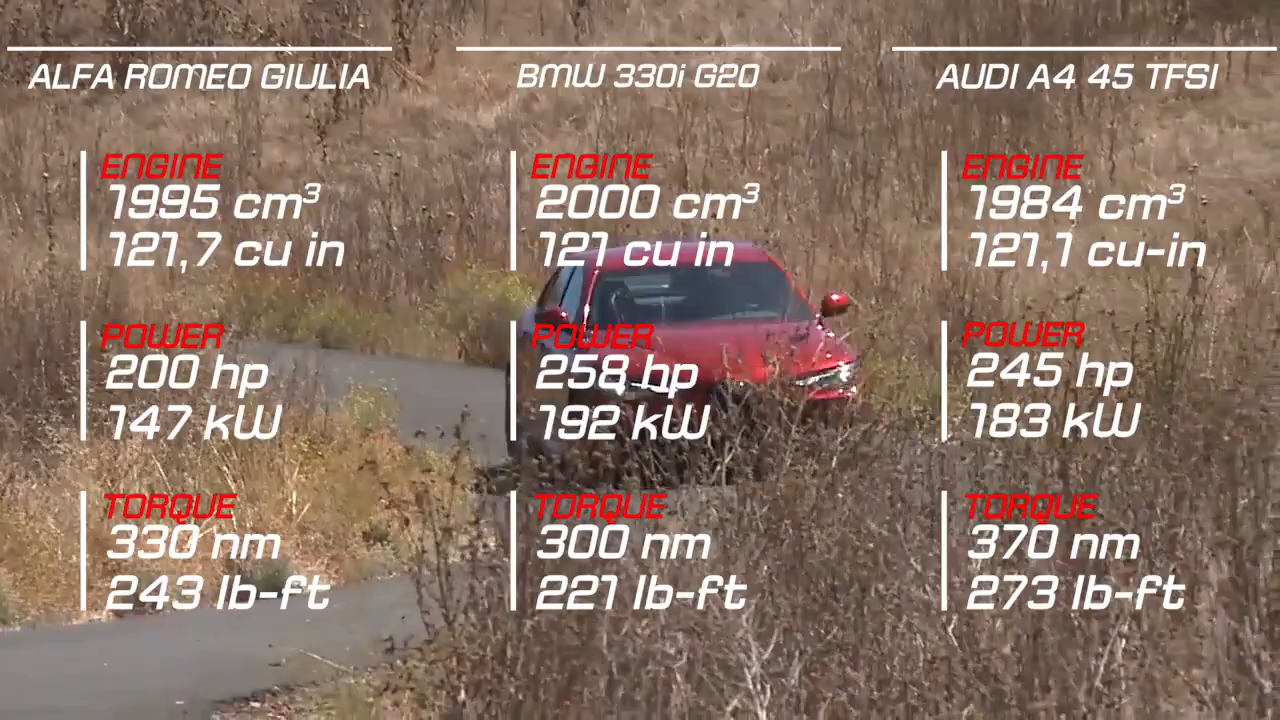 ALFA ROMEO GIULIA
ENGINE
1995 cm³
121,7 cu in
POWER
200 hp
147 kW
TORQUE
330 nm
243 lb-ft
BMW 330i G20
ENGINE
2000 cm³
121 cu in
POWER
258 hp
192 kW
TORQUE
300 nm
221 lb-ft
AUDI A4 45 TFSI
ENGINE
1984 cm³
121,1 cu-in
POWER
245 hp
183 kW
TORQUE
370 nm
273 lb-ft